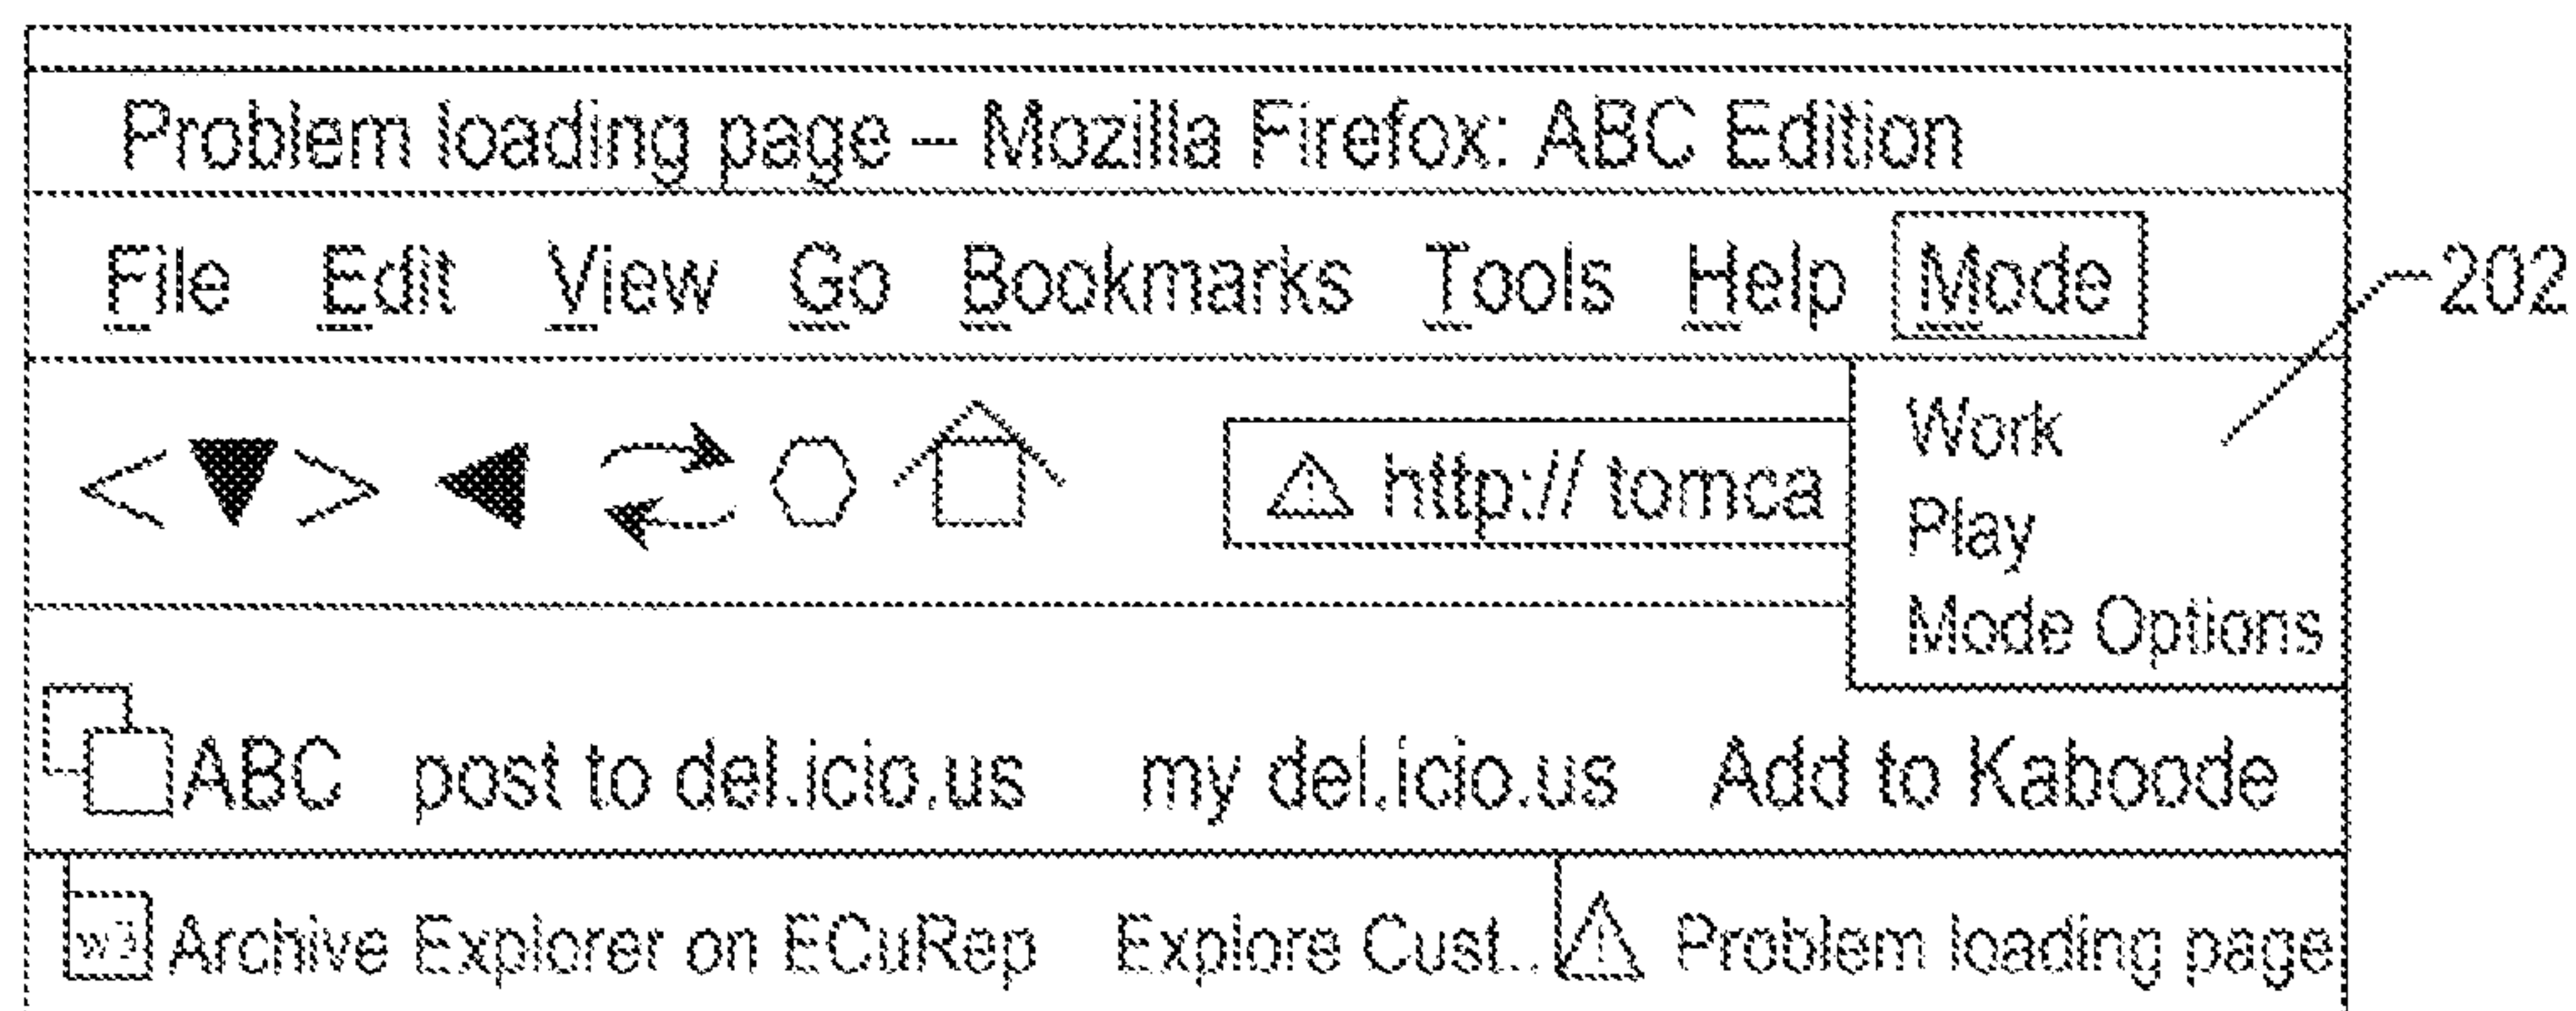 Problem loading page – Mozilla Firefox: ABC Edition
File Edit View Go Bookmarks Tools Help Mode
202
Work
http:// tomca
Play
Mode Options
ABC post to del.icio.us my del.icio.us Add to Kaboode
w3 Archive Explorer on ECuRep Explore Cust... Problem loading page